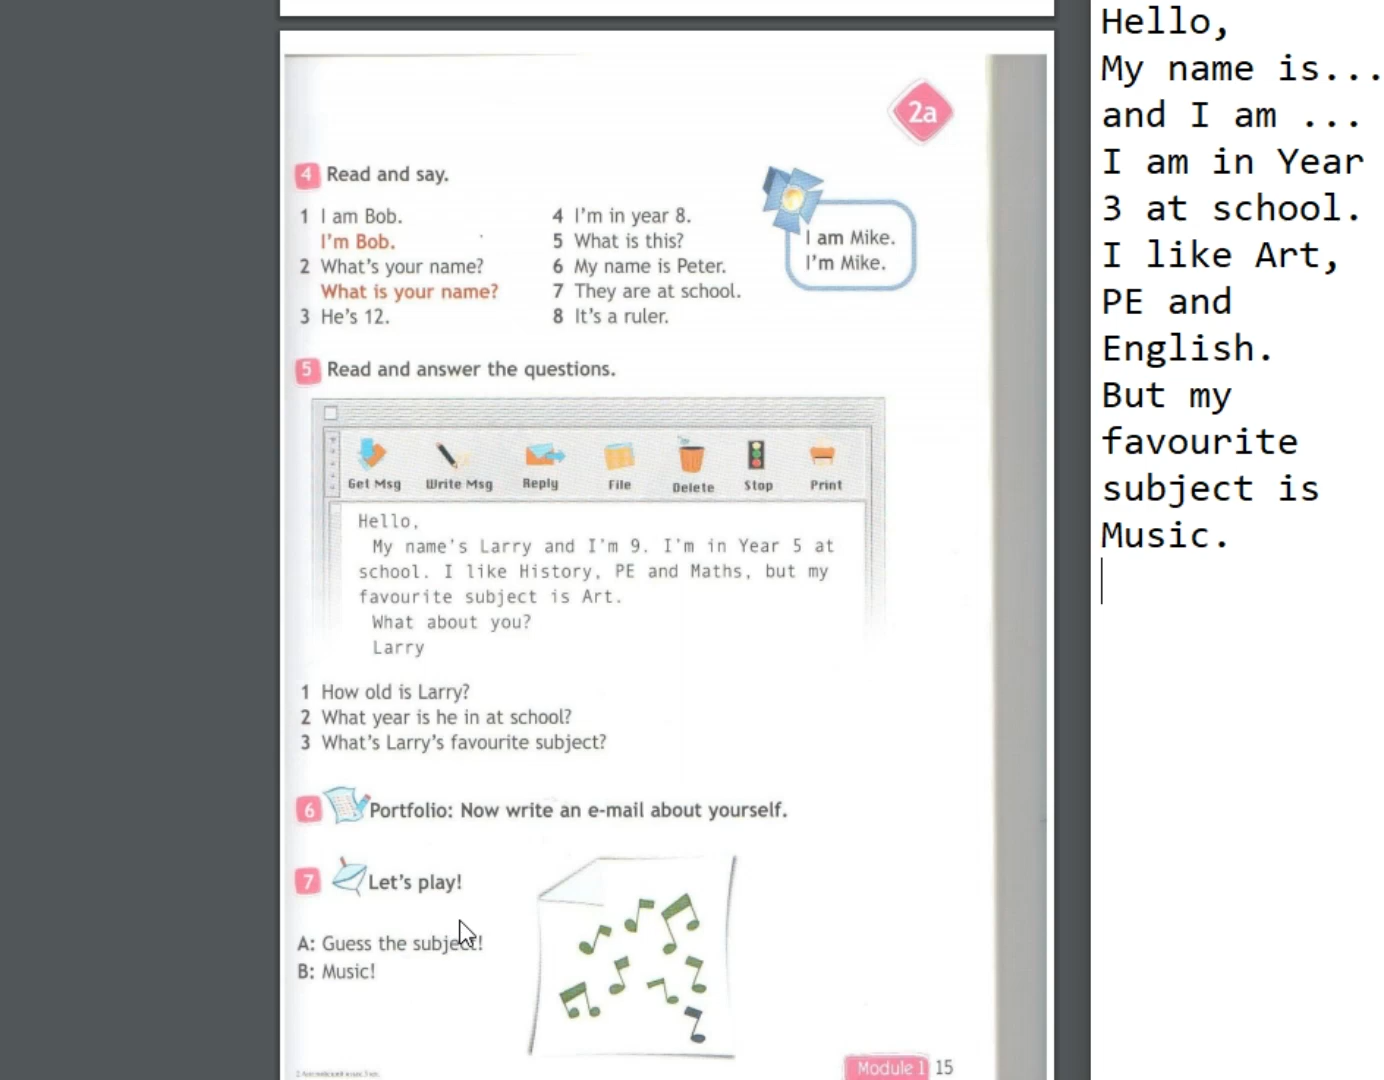 2a
4 Read and say.
1 I am Bob.
I'm Bob.
2 What's your name?
What is your name?
3 He's 12.
4 I'm in year 8.
5 What is this?
6 My name is Peter.
7 They are at school.
8 It's a ruler.
I am Mike.
I'm Mike.
5 Read and answer the questions.
Get Msg Write Msg Reply File Delete Stop Print
Hello,
My name's Larry and I'm 9. I'm in Year 5 at
school. I like History, PE and Maths, but my
favourite subject is Art.
What about you?
Larry
1 How old is Larry?
2 What year is he in at school?
3 What's Larry's favourite subject?
6 Portfolio: Now write an e-mail about yourself.
7 Let's play!
A: Guess the subject!
B: Music!
Module 1 15
Hello,
My name is...
and I am ...
I am in Year
3 at school.
I like Art,
PE and
English.
But my
favourite
subject is
Music.